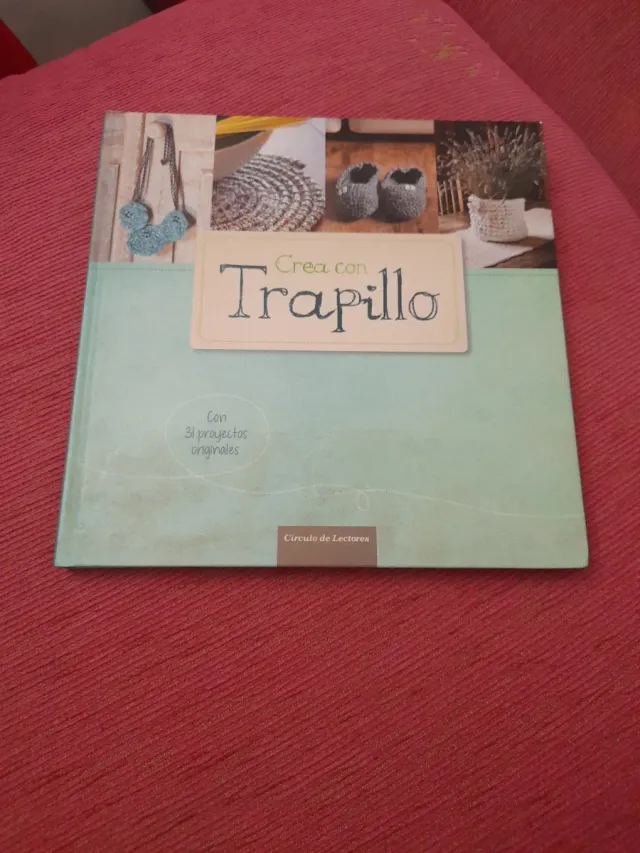 Crea con
Trapillo
Con
31 proyectos
originales
Círculo de Lectores